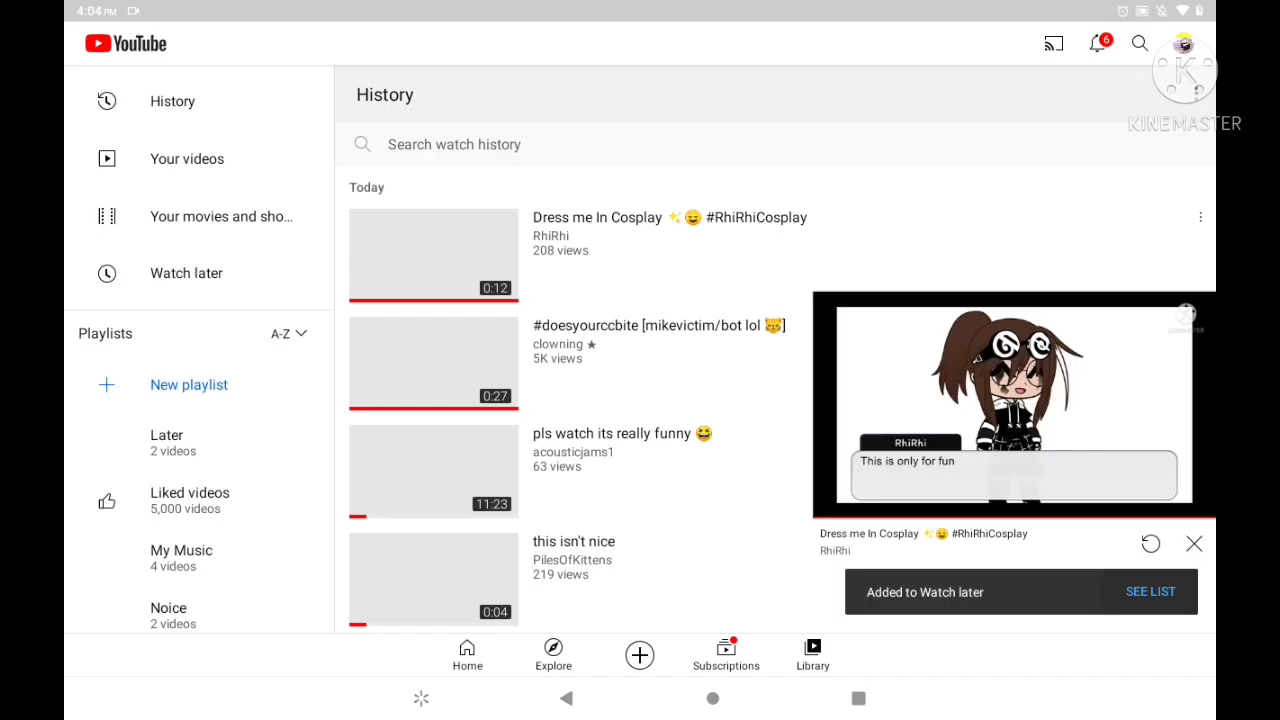 4:04 PM
YouTube
6
K
KINEMASTER
History
Your videos
Your movies and sho...
Watch later
Playlists
A-Z
New playlist
Later
2 videos
Liked videos
5,000 videos
My Music
4 videos
Noice
2 videos
History
Search watch history
Today
0:12
Dress me In Cosplay ✨😌 #RhiRhiCosplay
RhiRhi
208 views
0:27
#doesyourccbite [mikevictim/bot lol 😼]
clowning ★
5K views
11:23
pls watch its really funny 😆
acousticjams1
63 views
0:04
this isn't nice
PilesOfKittens
219 views
KINEMASTER
RhiRhi
This is only for fun
Dress me In Cosplay ✨😌 #RhiRhiCosplay
RhiRhi
Added to Watch later
SEE LIST
Home
Explore
Subscriptions
Library